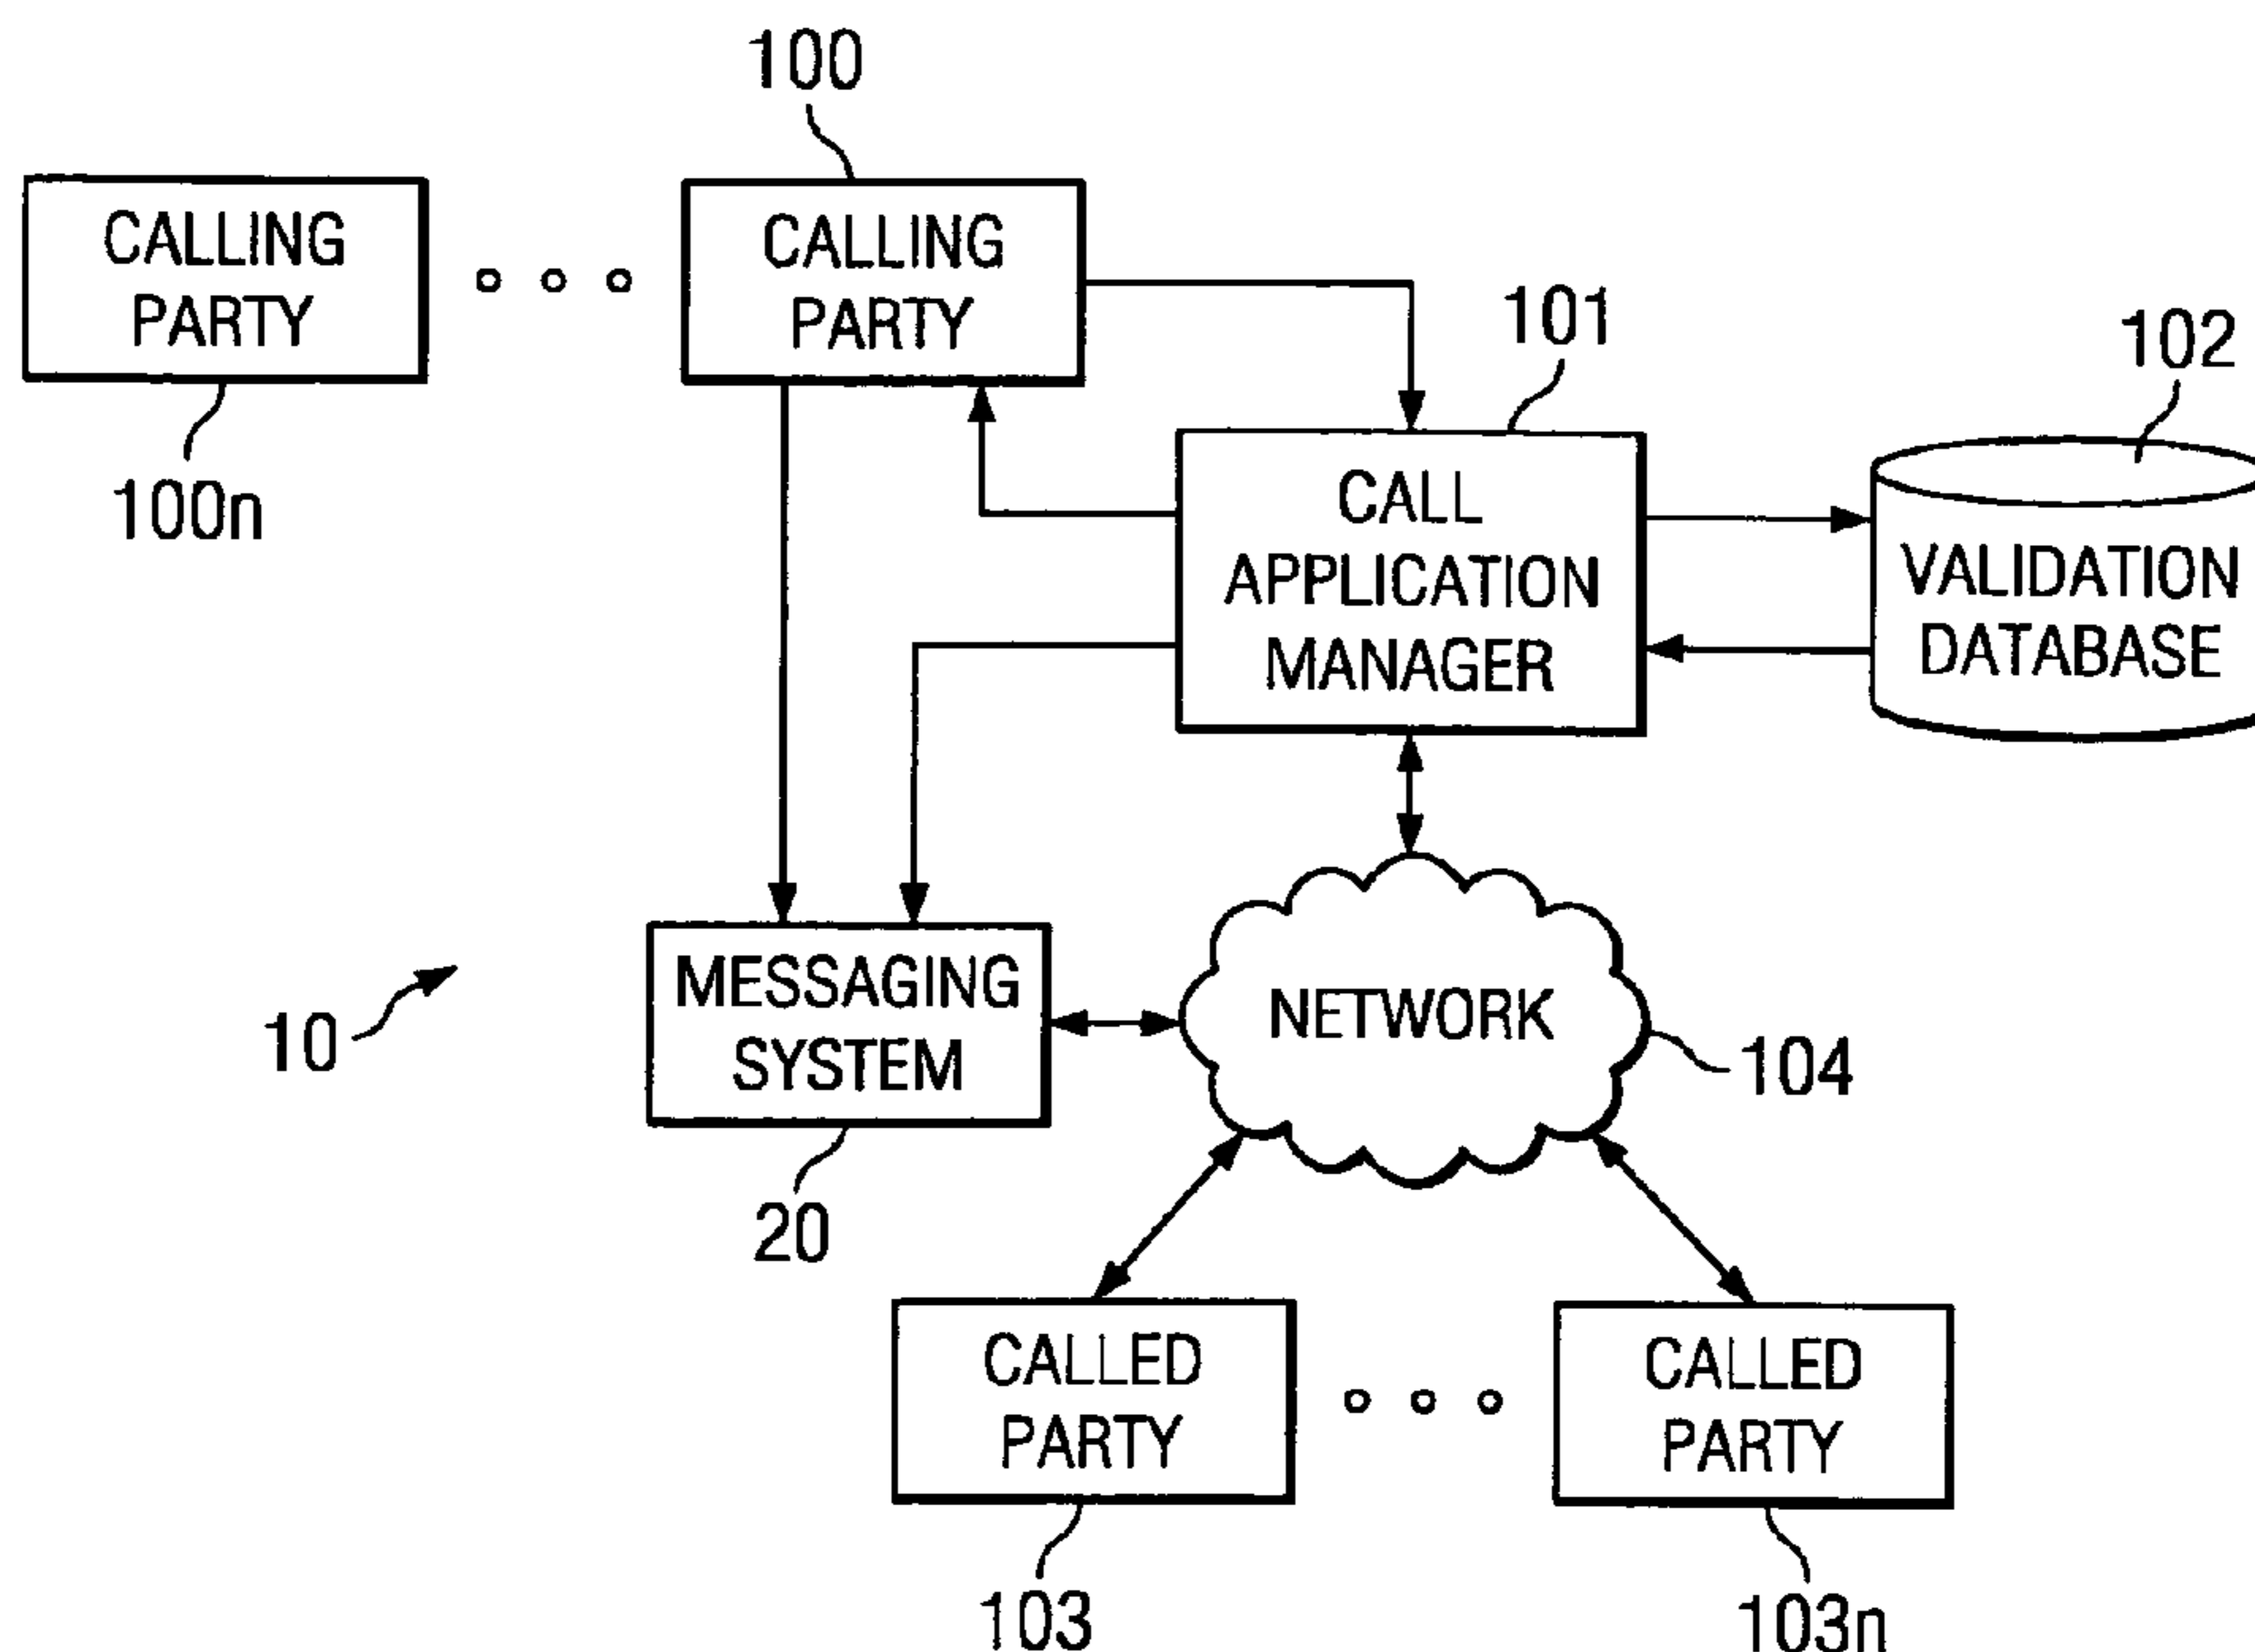 100
CALLING
PARTY
CALLING
PARTY
101
102
100n
CALL
APPLICATION
MANAGER
VALIDATION
DATABASE
MESSAGING
SYSTEM
NETWORK
10
104
20
CALLED
PARTY
CALLED
PARTY
103
103n